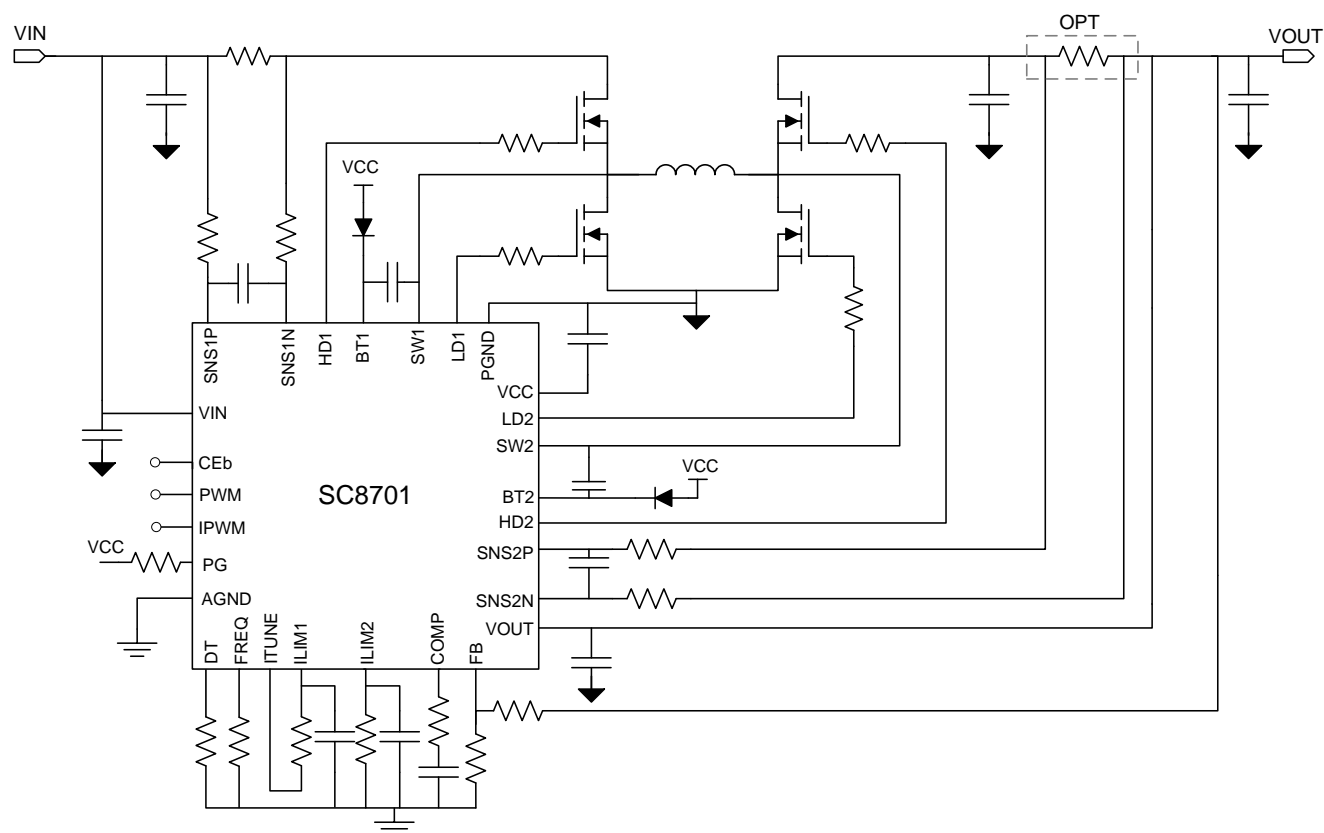 OPT
VIN
VOUT
VCC
SNS1P
SNS1N
HD1
BT1
SW1
LD1
PGND
VCC
VIN
LD2
SW2
CEb
VCC
PWM
SC8701
BT2
IPWM
HD2
VCC
PG
SNS2P
AGND
SNS2N
VOUT
DT
FREQ
ITUNE
ILIM1
ILIM2
COMP
FB